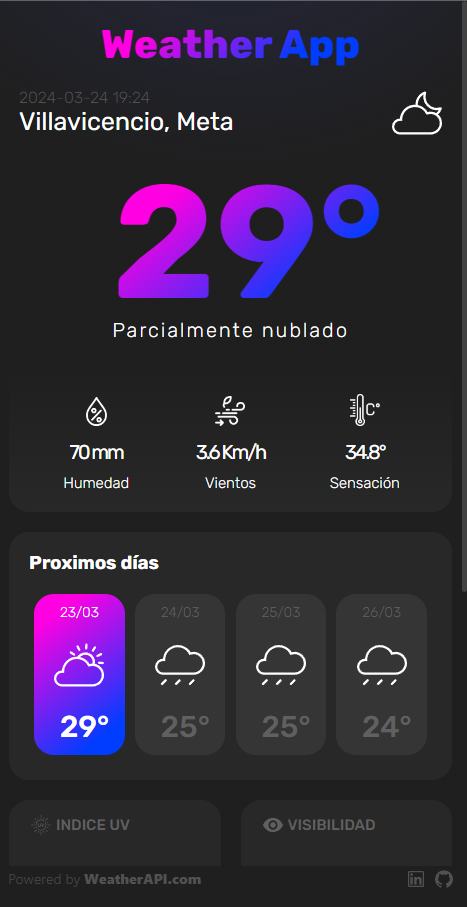 Weather App
2024-03-24 19:24
Villavicencio, Meta
29°
Parcialmente nublado
C°
70mm 3.6Km/h 34.8°
Humedad Vientos Sensación
Proximos días
23/03 24/03 25/03 26/03
29° 25° 25° 24°
UV INDICE UV VISIBILIDAD
Powered by WeatherAPI.com in